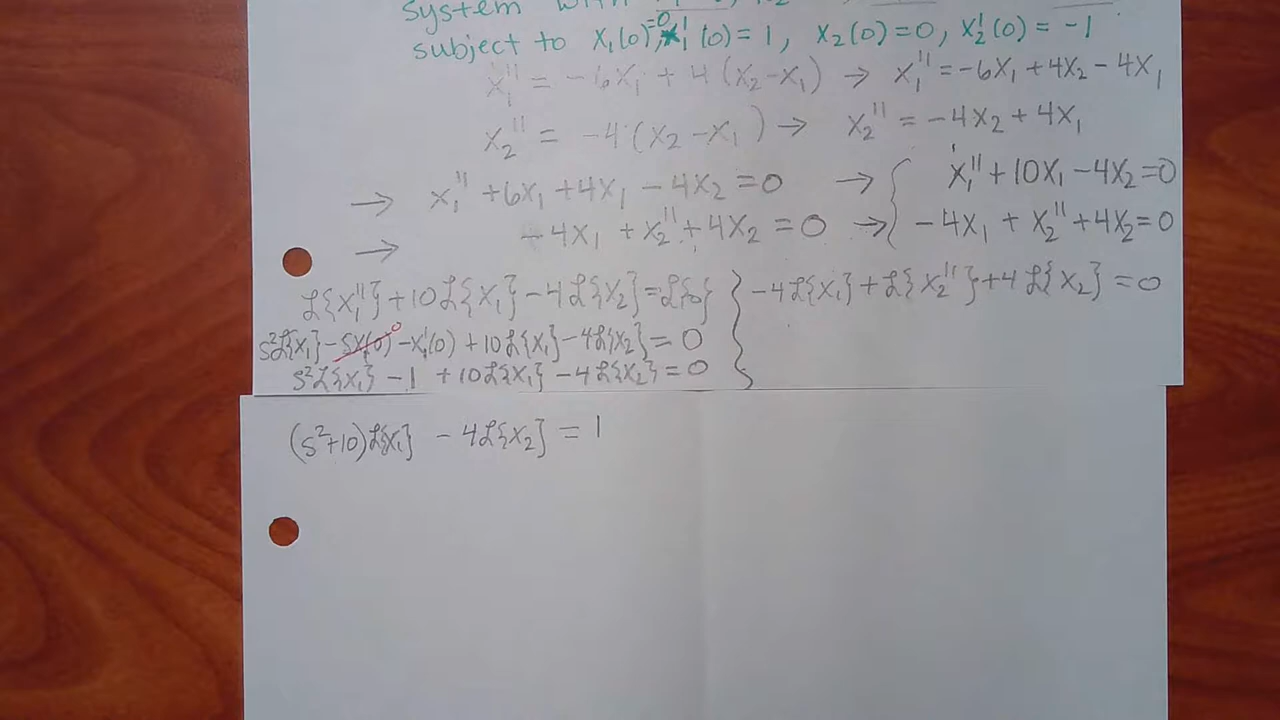 system with
subject to x₁(0)=0, x₁'(0)=1, x₂(0)=0, x₂'(0)=-1
x₁'' = -6x₁ + 4(x₂-x₁) → x₁''=-6x₁+4x₂-4x₁
x₂'' = -4(x₂-x₁) → x₂''=-4x₂+4x₁
→ x₁''+6x₁+4x₁-4x₂=0 → { x₁''+10x₁-4x₂=0
→ -4x₁+x₂''+4x₂=0 → -4x₁+x₂''+4x₂=0
ℒ{x₁''}+10ℒ{x₁}-4ℒ{x₂}=ℒ{0} } -4ℒ{x₁}+ℒ{x₂''}+4ℒ{x₂}=0
s²ℒ{x₁}-sx₁(0)⁰-x₁'(0)+10ℒ{x₁}-4ℒ{x₂}=0
s²ℒ{x₁}-1+10ℒ{x₁}-4ℒ{x₂}=0
(s²+10)ℒ{x₁} -4ℒ{x₂}=1